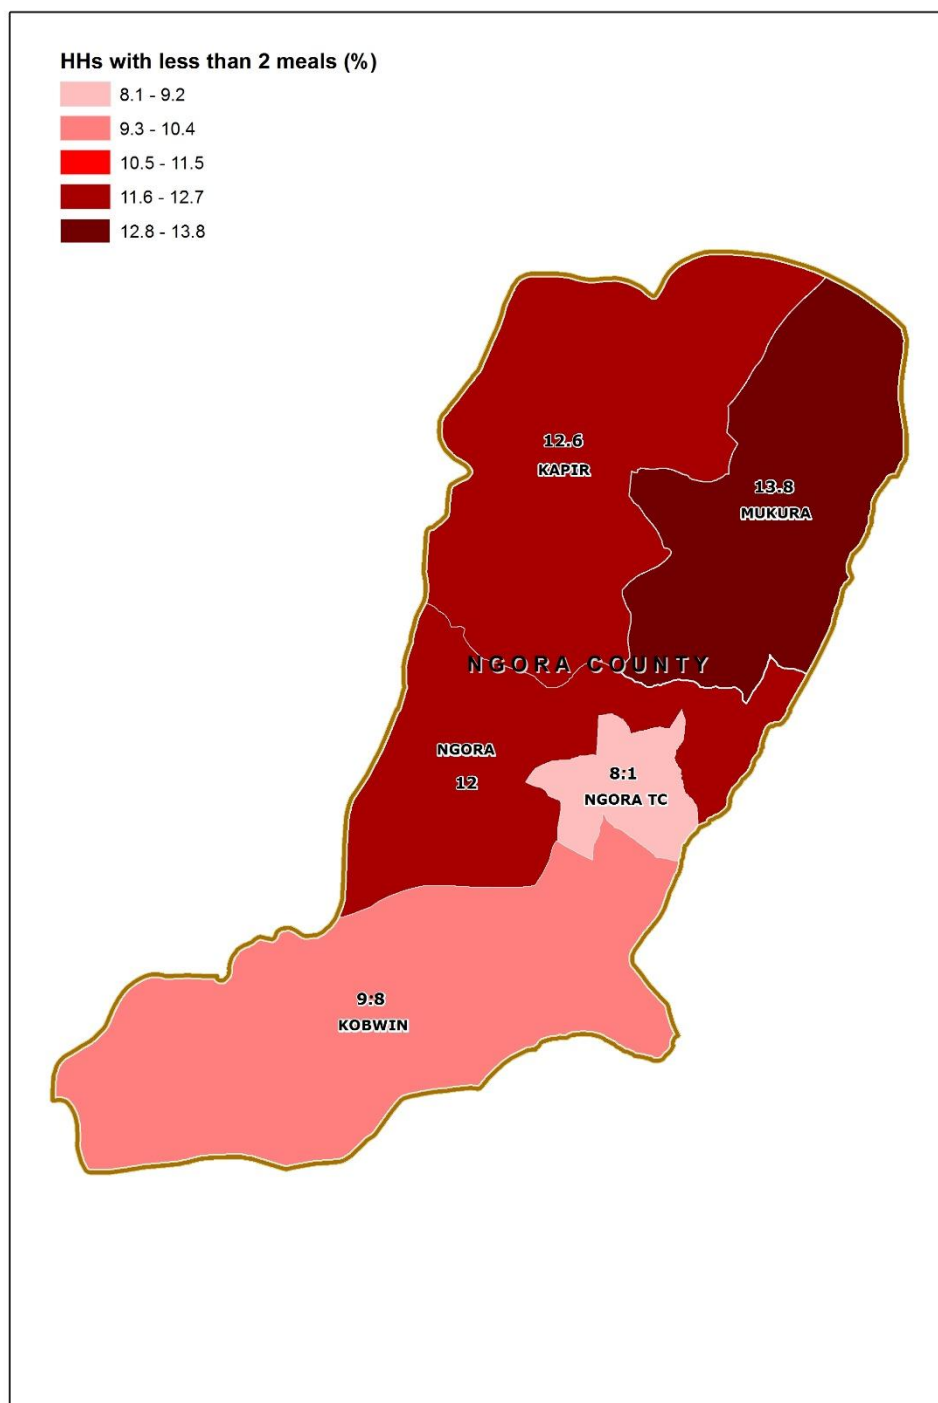 HHs with less than 2 meals (%)
8.1 - 9.2
9.3 - 10.4
10.5 - 11.5
11.6 - 12.7
12.8 - 13.8
12.6
KAPIR
13.8
MUKURA
NGORA COUNTY
NGORA
12
8:1
NGORA TC
9:8
KOBWIN